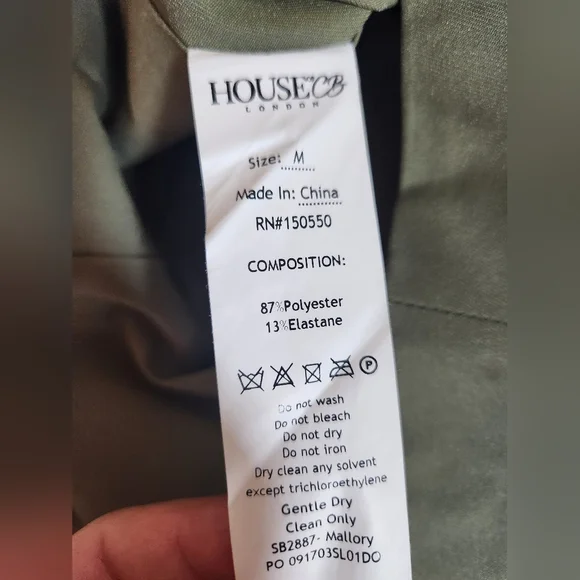 HOUSE OF CB
LONDON
Size: M
Made In: China
RN#150550
COMPOSITION:
87%Polyester
13%Elastane
P
Do not wash
Do not bleach
Do not dry
Do not iron
Dry clean any solvent
except trichloroethylene
Gentle Dry
Clean Only
SB2887- Mallory
PO 091703SL01DO